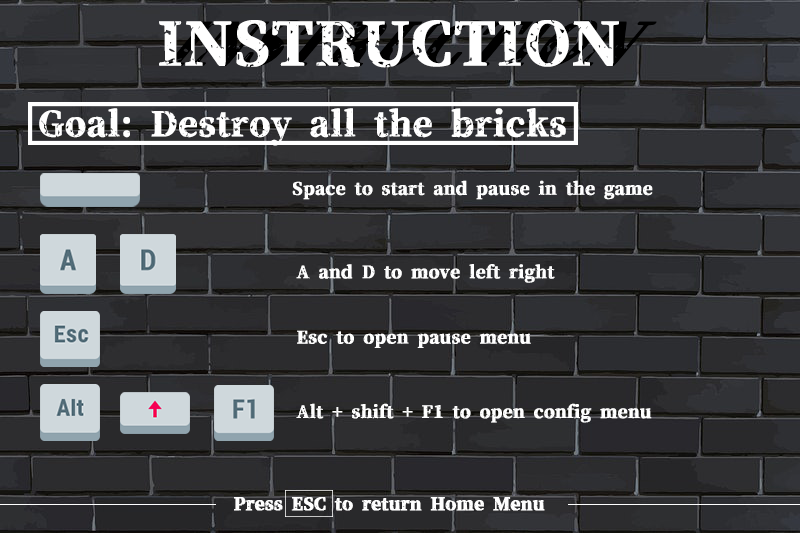 INSTRUCTION
Goal: Destroy all the bricks
Space to start and pause in the game
A D
A and D to move left right
Esc
Esc to open pause menu
Alt F1
Alt + shift + F1 to open config menu
Press ESC to return Home Menu